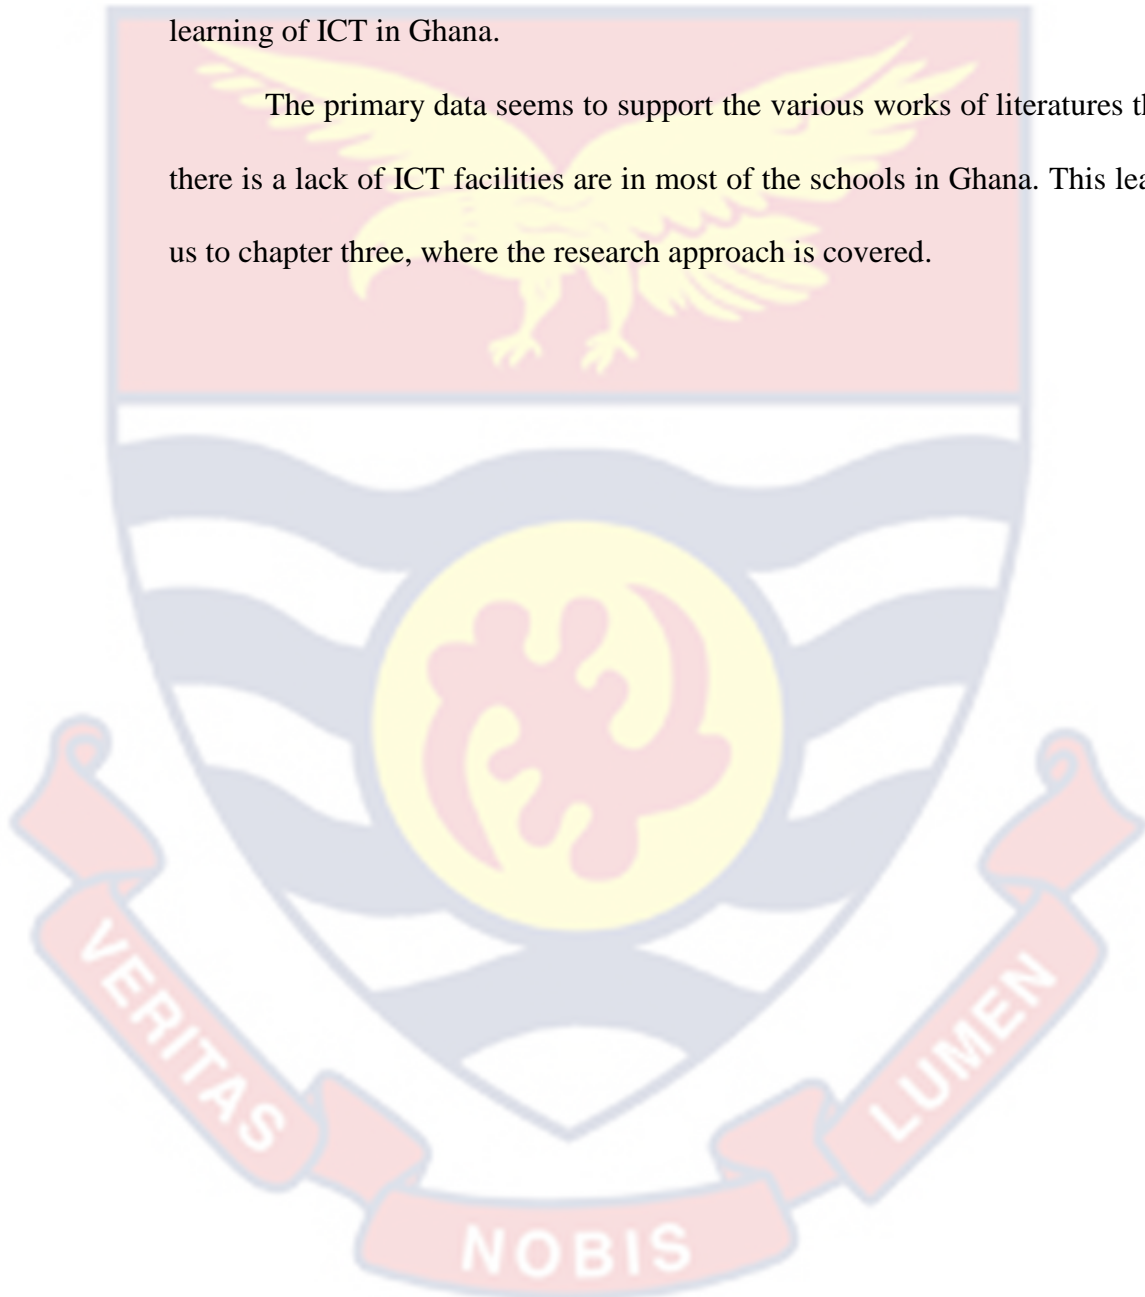 learning of ICT in Ghana.
The primary data seems to support the various works of literatures th
there is a lack of ICT facilities are in most of the schools in Ghana. This lea
us to chapter three, where the research approach is covered.
VERITAS
NOBIS
LUMEN